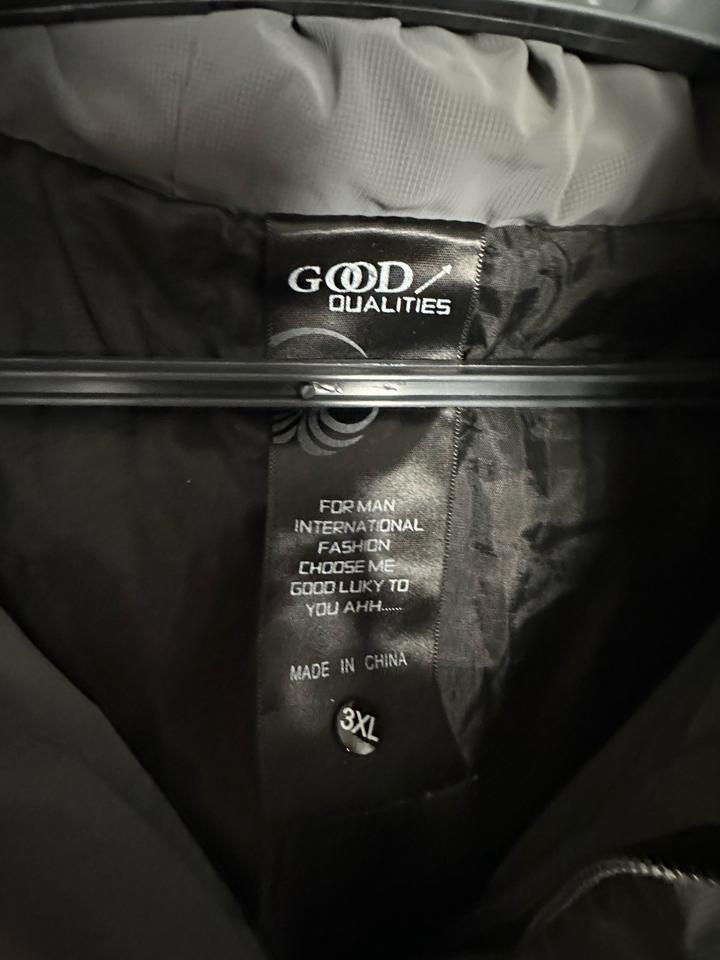 GOOD
QUALITIES
FOR MAN
INTERNATIONAL
FASHION
CHOOSE ME
GOOD LUKY TO
YOU AHH......
MADE IN CHINA
3XL